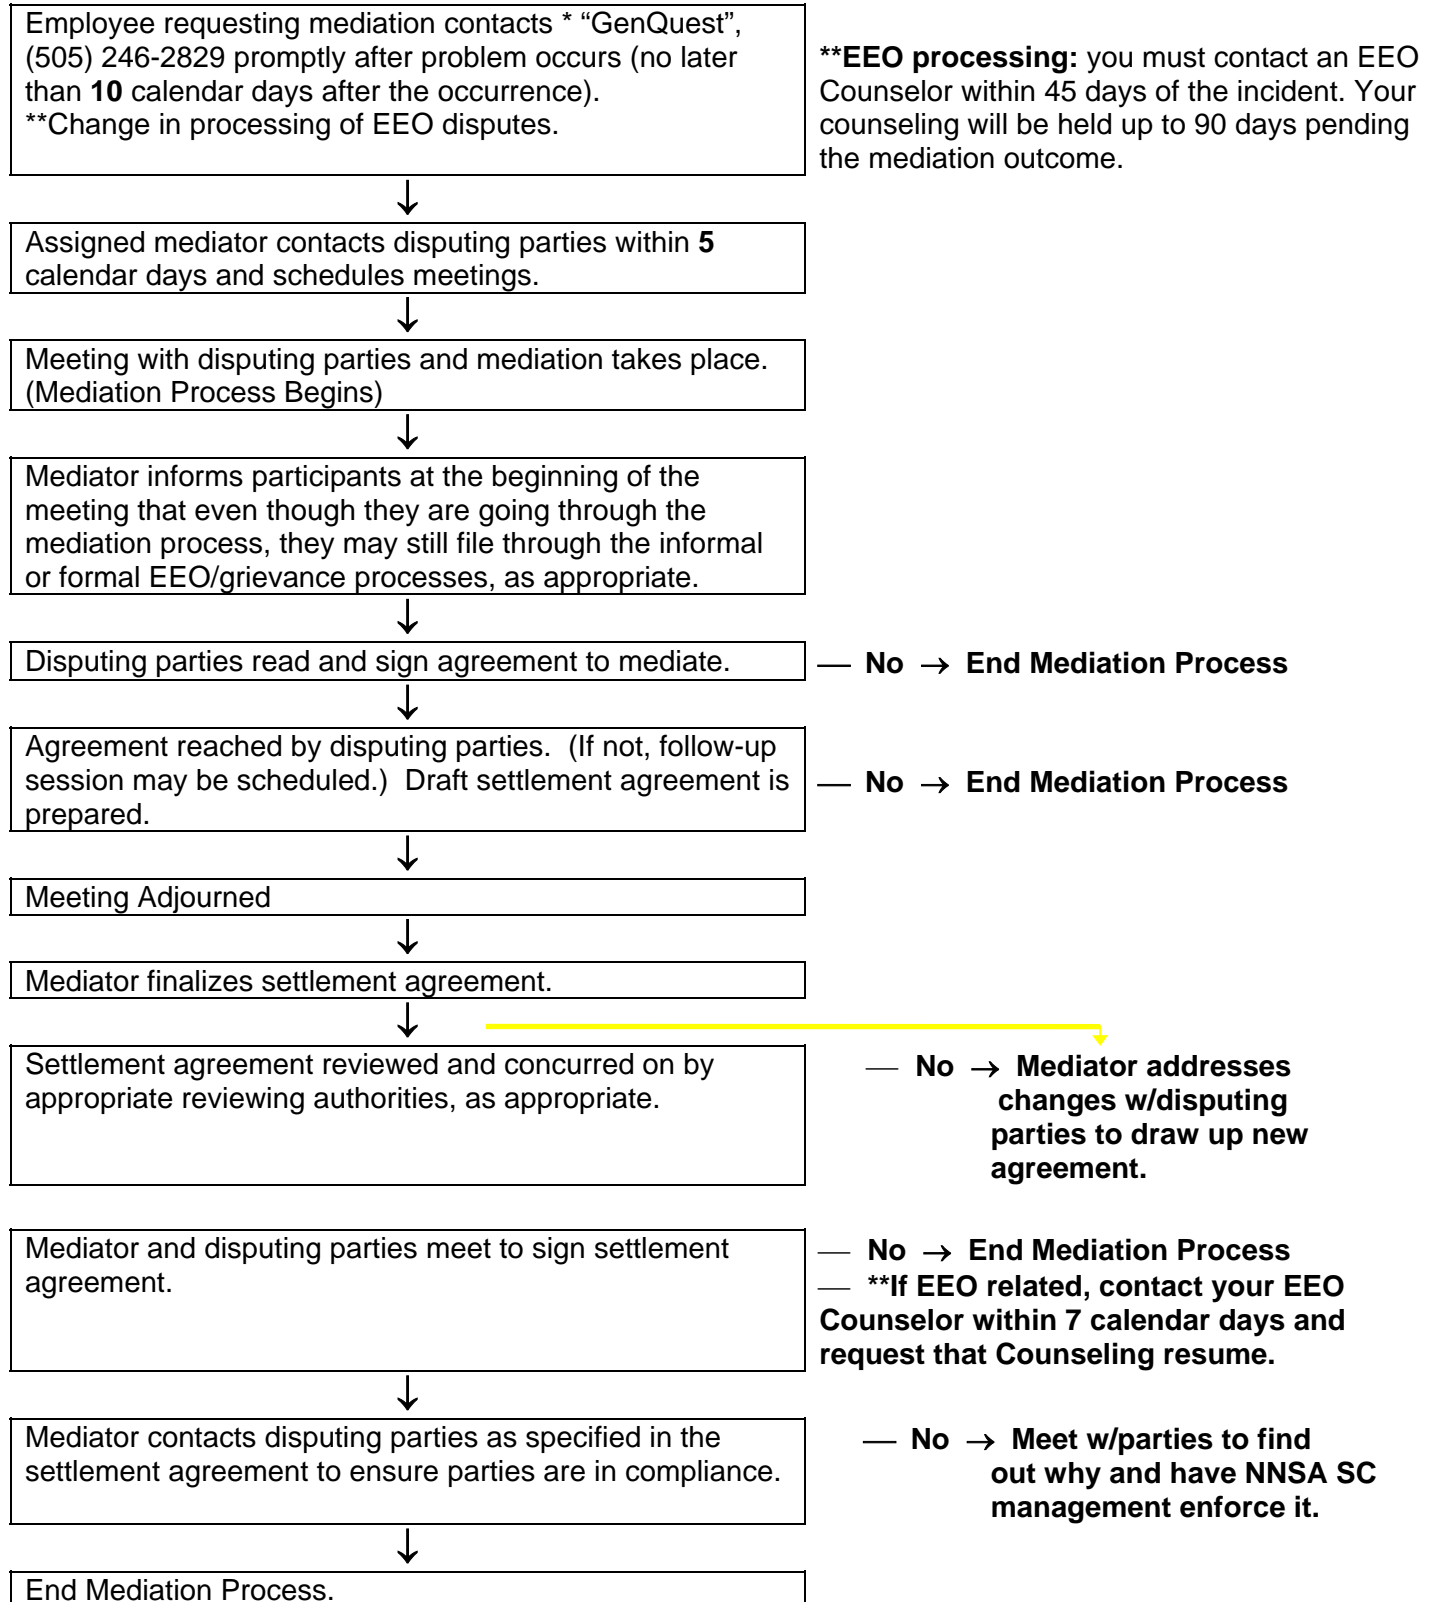 Employee requesting mediation contacts * “GenQuest”,
(505) 246-2829 promptly after problem occurs (no later
than 10 calendar days after the occurrence).
**Change in processing of EEO disputes.
**EEO processing: you must contact an EEO
Counselor within 45 days of the incident. Your
counseling will be held up to 90 days pending
the mediation outcome.
↓
Assigned mediator contacts disputing parties within 5
calendar days and schedules meetings.
↓
Meeting with disputing parties and mediation takes place.
(Mediation Process Begins)
↓
Mediator informs participants at the beginning of the
meeting that even though they are going through the
mediation process, they may still file through the informal
or formal EEO/grievance processes, as appropriate.
↓
Disputing parties read and sign agreement to mediate.
— No → End Mediation Process
↓
Agreement reached by disputing parties.  (If not, follow-up
session may be scheduled.)  Draft settlement agreement is
prepared.
— No → End Mediation Process
↓
Meeting Adjourned
↓
Mediator finalizes settlement agreement.
↓
Settlement agreement reviewed and concurred on by
appropriate reviewing authorities, as appropriate.
— No → Mediator addresses
changes w/disputing
parties to draw up new
agreement.
Mediator and disputing parties meet to sign settlement
agreement.
— No → End Mediation Process
— **If EEO related, contact your EEO
Counselor within 7 calendar days and
request that Counseling resume.
↓
Mediator contacts disputing parties as specified in the
settlement agreement to ensure parties are in compliance.
— No → Meet w/parties to find
out why and have NNSA SC
management enforce it.
↓
End Mediation Process.